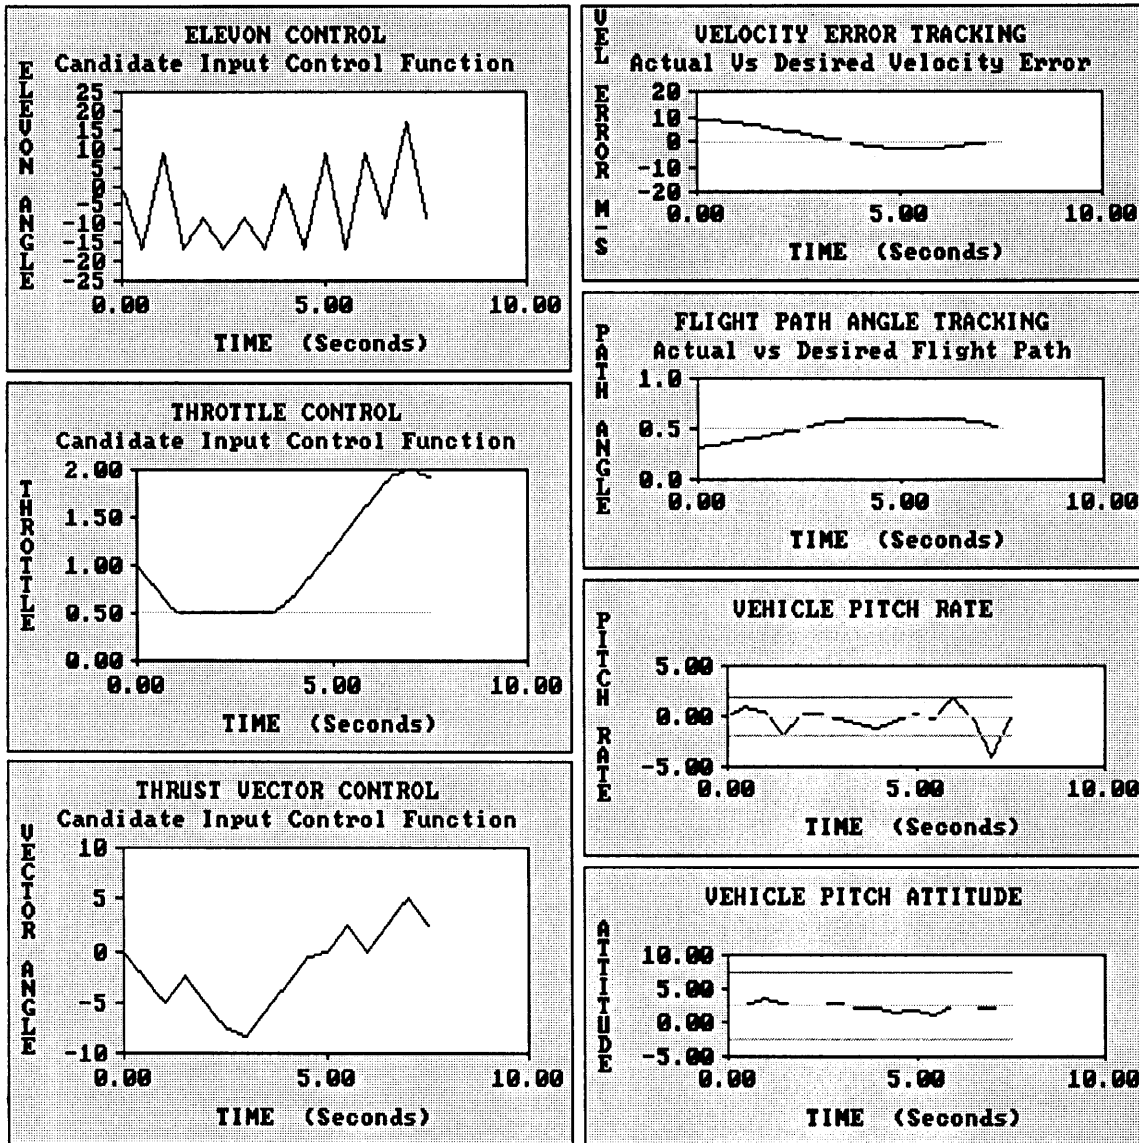 ELEVON CONTROL
Candidate Input Control Function
ELEVON ANGLE
25
20
15
10
5
0
-5
-10
-15
-20
-25
0.00 5.00 10.00
TIME (Seconds)
THROTTLE CONTROL
Candidate Input Control Function
THROTTLE
2.00
1.50
1.00
0.50
0.00
0.00 5.00 10.00
TIME (Seconds)
THRUST VECTOR CONTROL
Candidate Input Control Function
VECTOR ANGLE
10
5
0
-5
-10
0.00 5.00 10.00
TIME (Seconds)
VELOCITY ERROR TRACKING
Actual Vs Desired Velocity Error
VEL ERROR M-S
20
10
0
-10
-20
0.00 5.00 10.00
TIME (Seconds)
FLIGHT PATH ANGLE TRACKING
Actual vs Desired Flight Path
PATH ANGLE
1.0
0.5
0.0
0.00 5.00 10.00
TIME (Seconds)
VEHICLE PITCH RATE
PITCH RATE
5.00
0.00
-5.00
0.00 5.00 10.00
TIME (Seconds)
VEHICLE PITCH ATTITUDE
ATTITUDE
10.00
5.00
0.00
-5.00
0.00 5.00 10.00
TIME (Seconds)